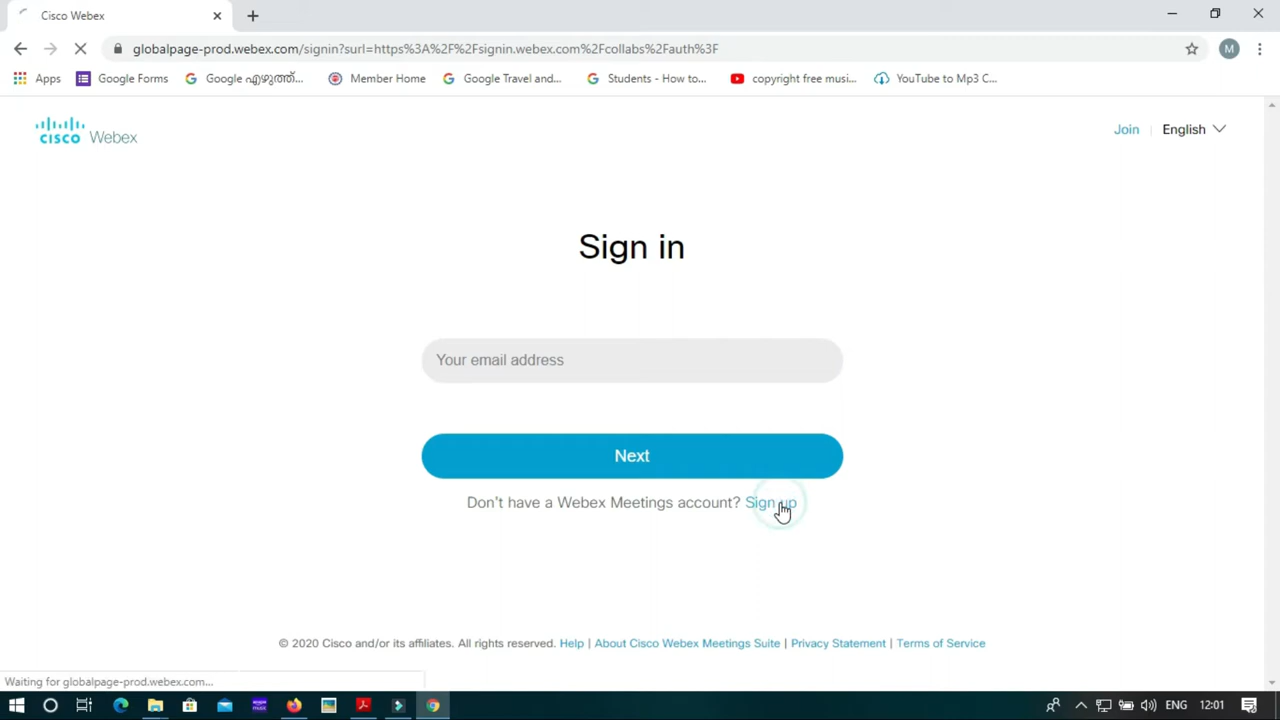 Cisco Webex
globalpage-prod.webex.com/signin?surl=https%3A%2F%2Fsignin.webex.com%2Fcollabs%2Fauth%3F
M
Apps Google Forms Google എഴുത്ത്... Member Home Google Travel and... Students - How to... copyright free musi... YouTube to Mp3 C...
cisco Webex
Join English
Sign in
Your email address
Next
Don't have a Webex Meetings account? Sign up
© 2020 Cisco and/or its affiliates. All rights reserved. Help | About Cisco Webex Meetings Suite | Privacy Statement | Terms of Service
Waiting for globalpage-prod.webex.com...
ENG 12:01